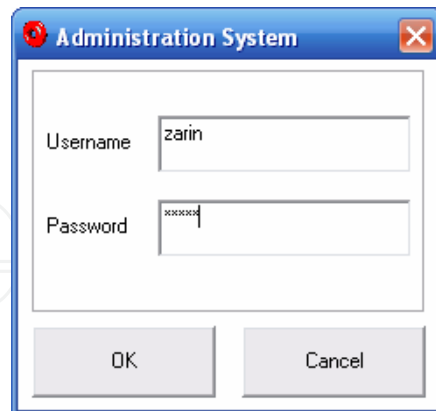 Administration System
Username zarin
Password *****
OK Cancel